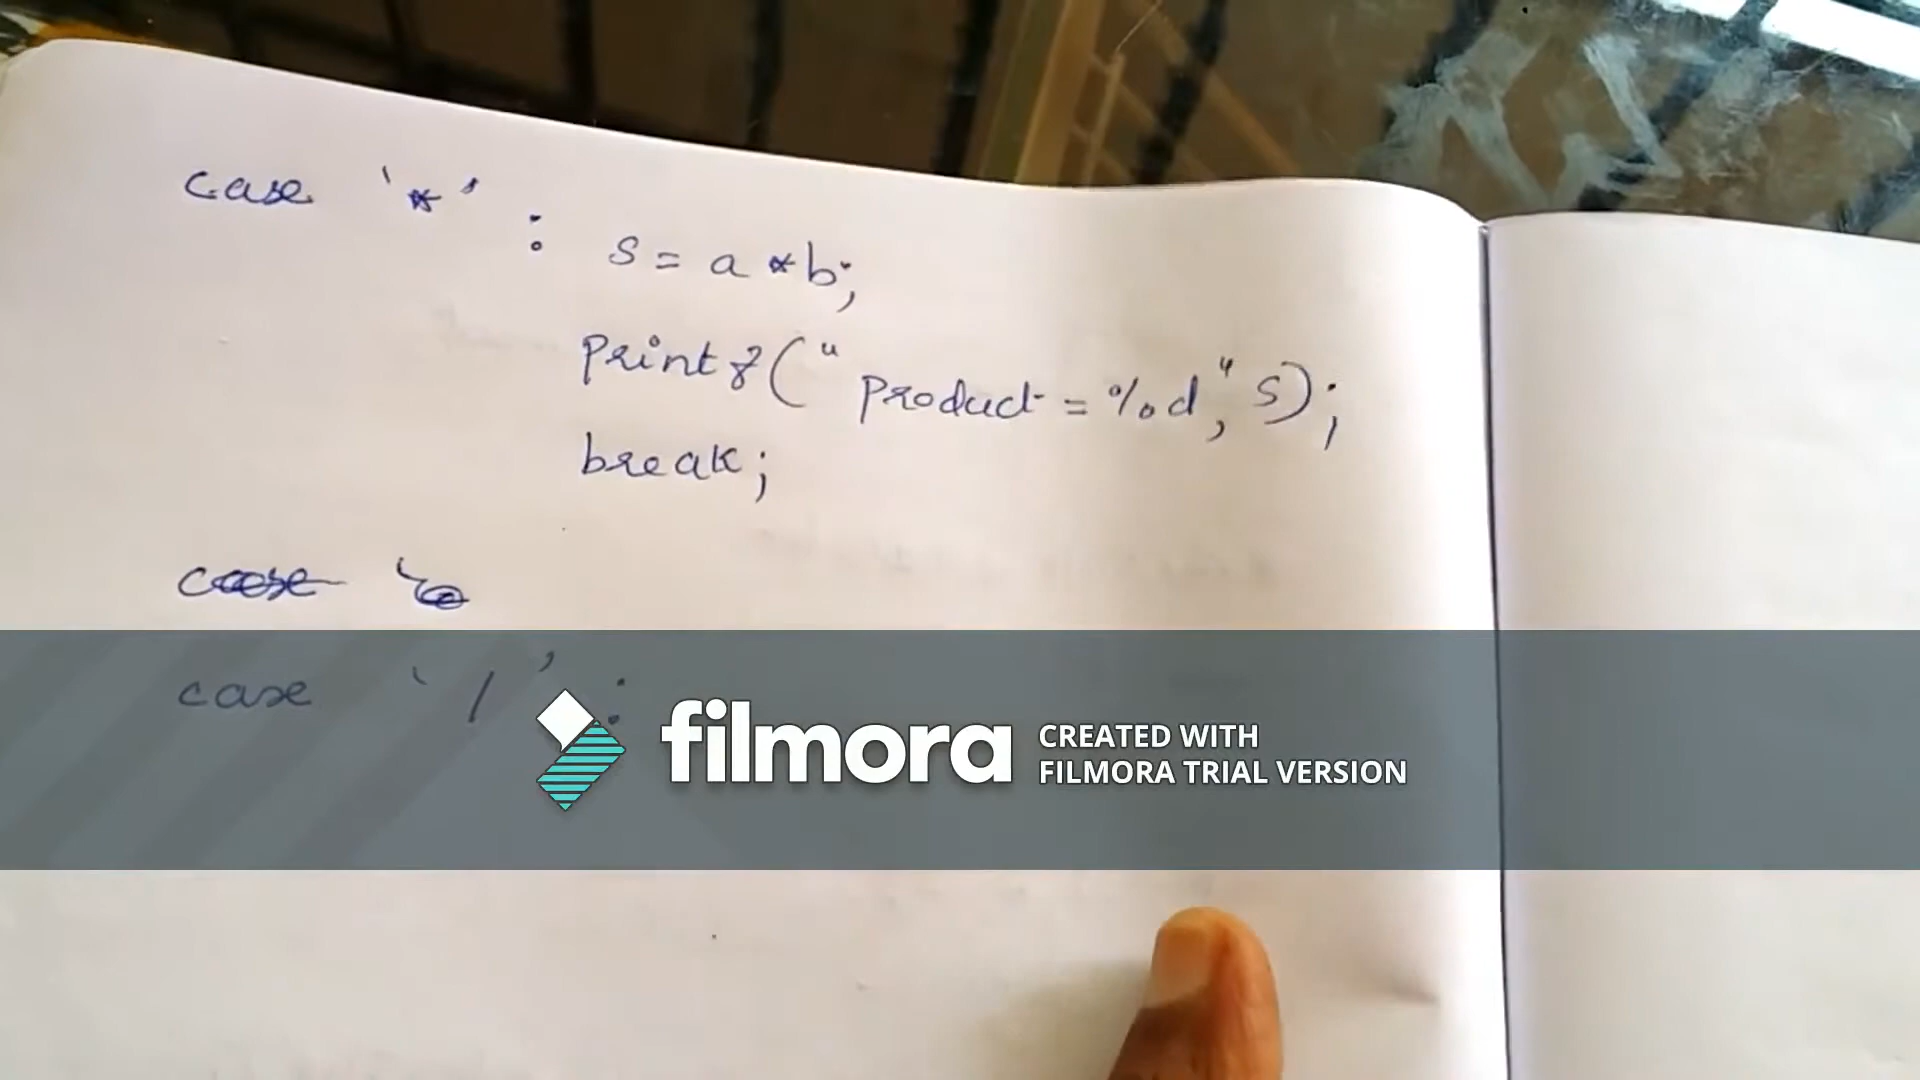 case '*' : s = a * b;
printf("product = %d," s);
break;
case '
case '/' :
filmora CREATED WITH
FILMORA TRIAL VERSION